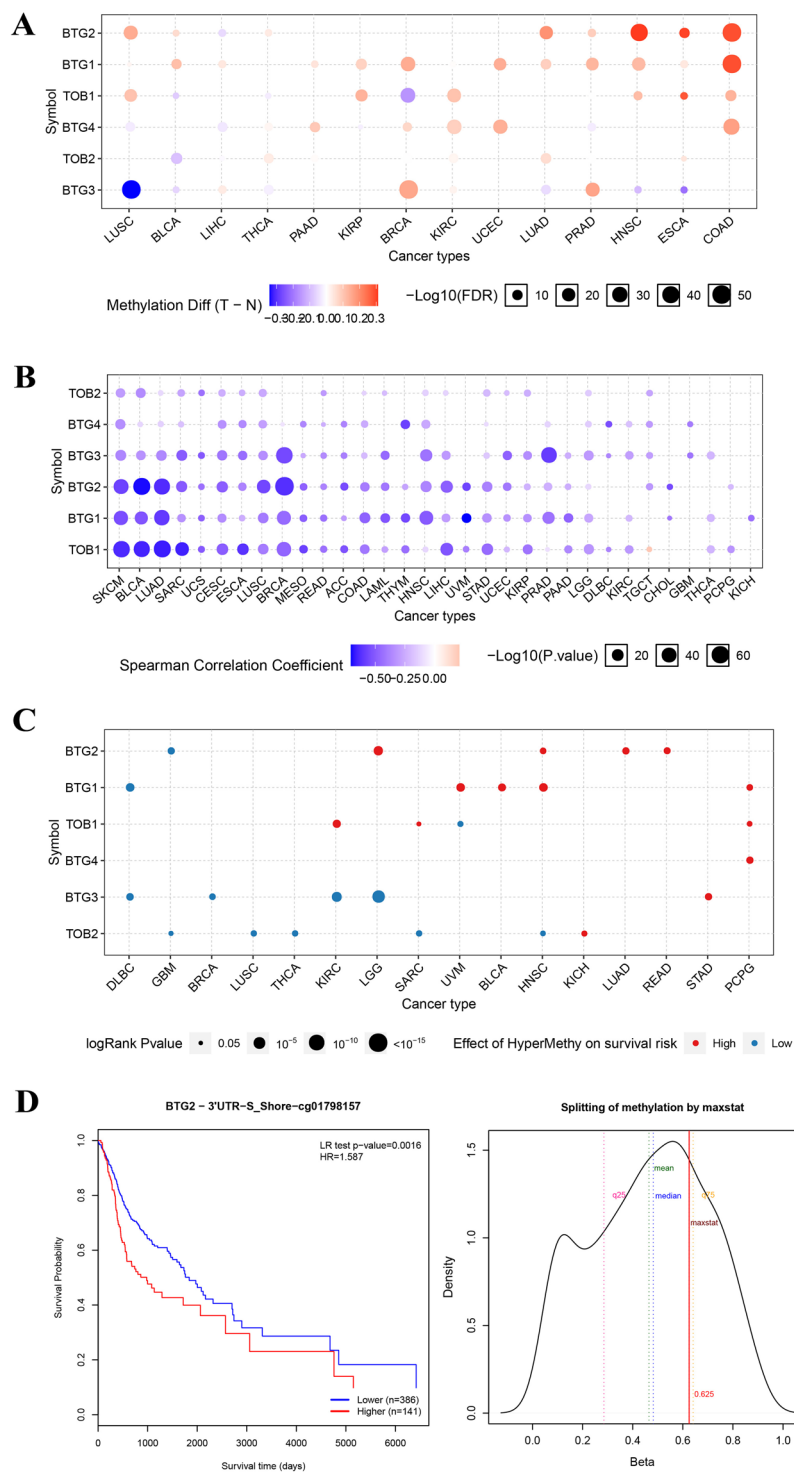 A
BTG2
BTG1
TOB1
BTG4
TOB2
BTG3
Symbol
LUSC
BLCA
LIHC
THCA
PAAD
KIRP
BRCA
KIRC
UCEC
LUAD
PRAD
HNSC
ESCA
COAD
Cancer types
Methylation Diff (T − N)
−Log10(FDR)
10
20
30
40
50
B
TOB2
BTG4
BTG3
BTG2
BTG1
TOB1
Symbol
SKCM
BLCA
LUAD
SARC
UCS
CESC
ESCA
LUSC
BRCA
MESO
READ
ACC
COAD
LAML
THYM
HNSC
LIHC
UVM
STAD
UCEC
KIRP
PRAD
PAAD
LGG
DLBC
KIRC
TGCT
CHOL
GBM
THCA
PCPG
KICH
Cancer types
Spearman Correlation Coefficient
−0.50−0.250.00
−Log10(P.value)
20
40
60
C
BTG2
BTG1
TOB1
BTG4
BTG3
TOB2
Symbol
DLBC
GBM
BRCA
LUSC
THCA
KIRC
LGG
SARC
UVM
BLCA
HNSC
KICH
LUAD
READ
STAD
PCPG
Cancer type
logRank Pvalue
0.05
10⁻⁵
10⁻¹⁰
<10⁻¹⁵
Effect of HyperMethy on survival risk
High
Low
D
BTG2 − 3'UTR−S_Shore−cg01798157
LR test p−value=0.0016
HR=1.587
1.0
0.8
0.6
0.4
0.2
0.0
Survival Probability
Lower (n=386)
Higher (n=141)
0
1000
2000
3000
4000
5000
6000
Survival time (days)
Splitting of methylation by maxstat
1.5
1.0
0.5
0.0
Density
mean
q25
median
q75
maxstat
0.625
0.0
0.2
0.4
0.6
0.8
1.0
Beta